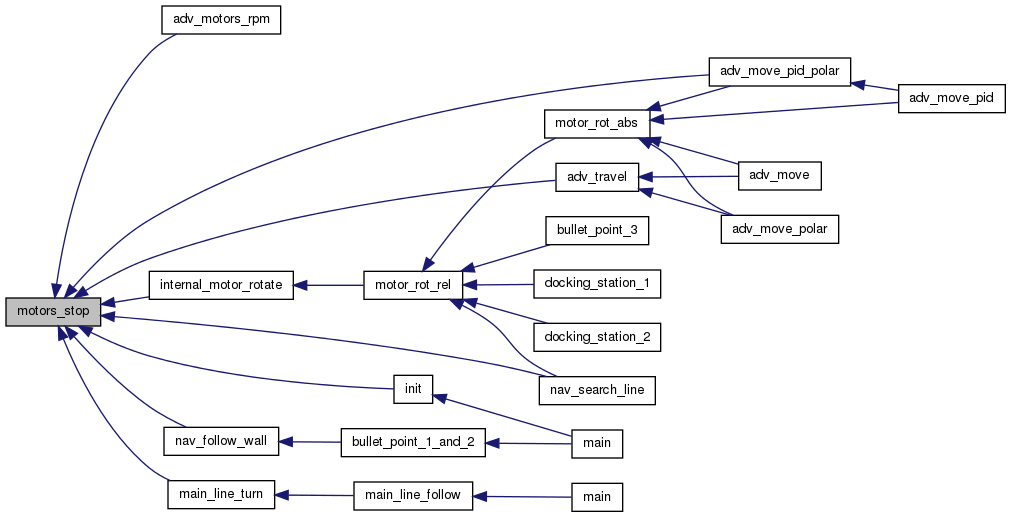 adv_motors_rpm
adv_move_pid_polar
adv_move_pid
motor_rot_abs
adv_travel
adv_move
adv_move_polar
bullet_point_3
internal_motor_rotate
motor_rot_rel
docking_station_1
motors_stop
docking_station_2
init
nav_search_line
nav_follow_wall
bullet_point_1_and_2
main
main_line_turn
main_line_follow
main